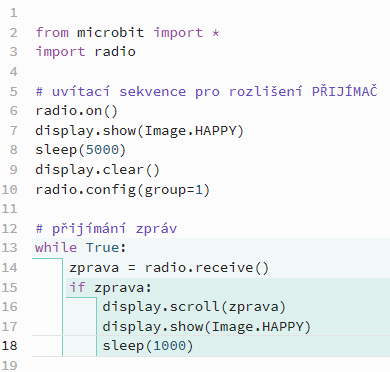 1
2 from microbit import *
3 import radio
4
5 # uvítací sekvence pro rozlišení PŘIJÍMAČ
6 radio.on()
7 display.show(Image.HAPPY)
8 sleep(5000)
9 display.clear()
10 radio.config(group=1)
11
12 # přijímání zpráv
13 while True:
14     zprava = radio.receive()
15     if zprava:
16         display.scroll(zprava)
17         display.show(Image.HAPPY)
18         sleep(1000)
19